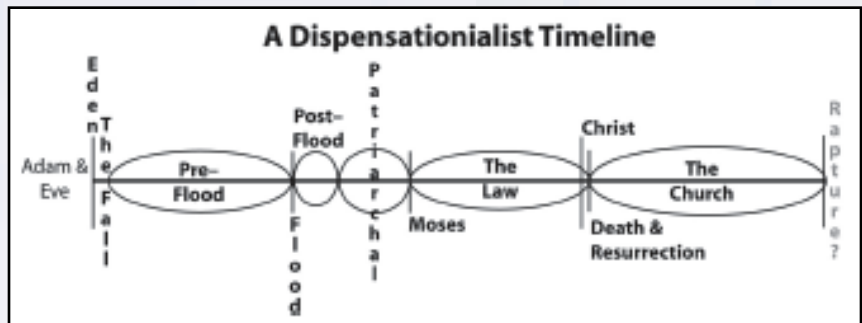 A Dispensationialist Timeline
Eden
The Fall
Adam &
Eve
Pre–
Flood
Flood
Post–
Flood
Patriarchal
The
Law
Moses
Christ
Death &
Resurrection
The
Church
Rapture?